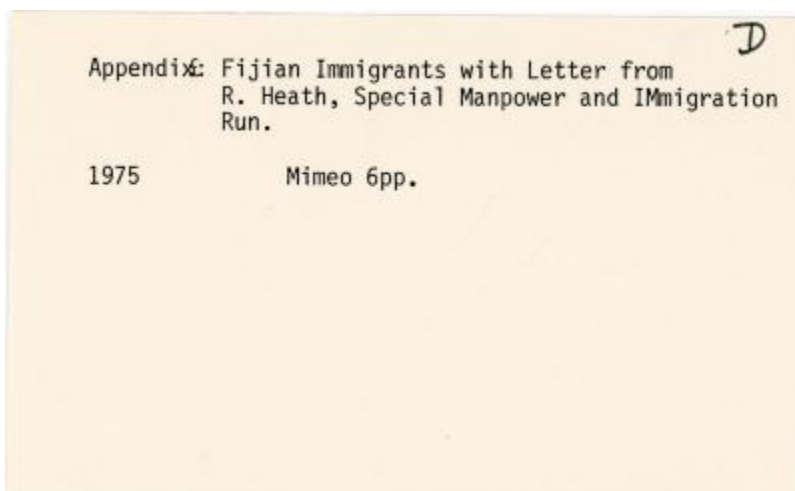 D
Appendix: Fijian Immigrants with Letter from
R. Heath, Special Manpower and IMmigration
Run.
1975 Mimeo 6pp.